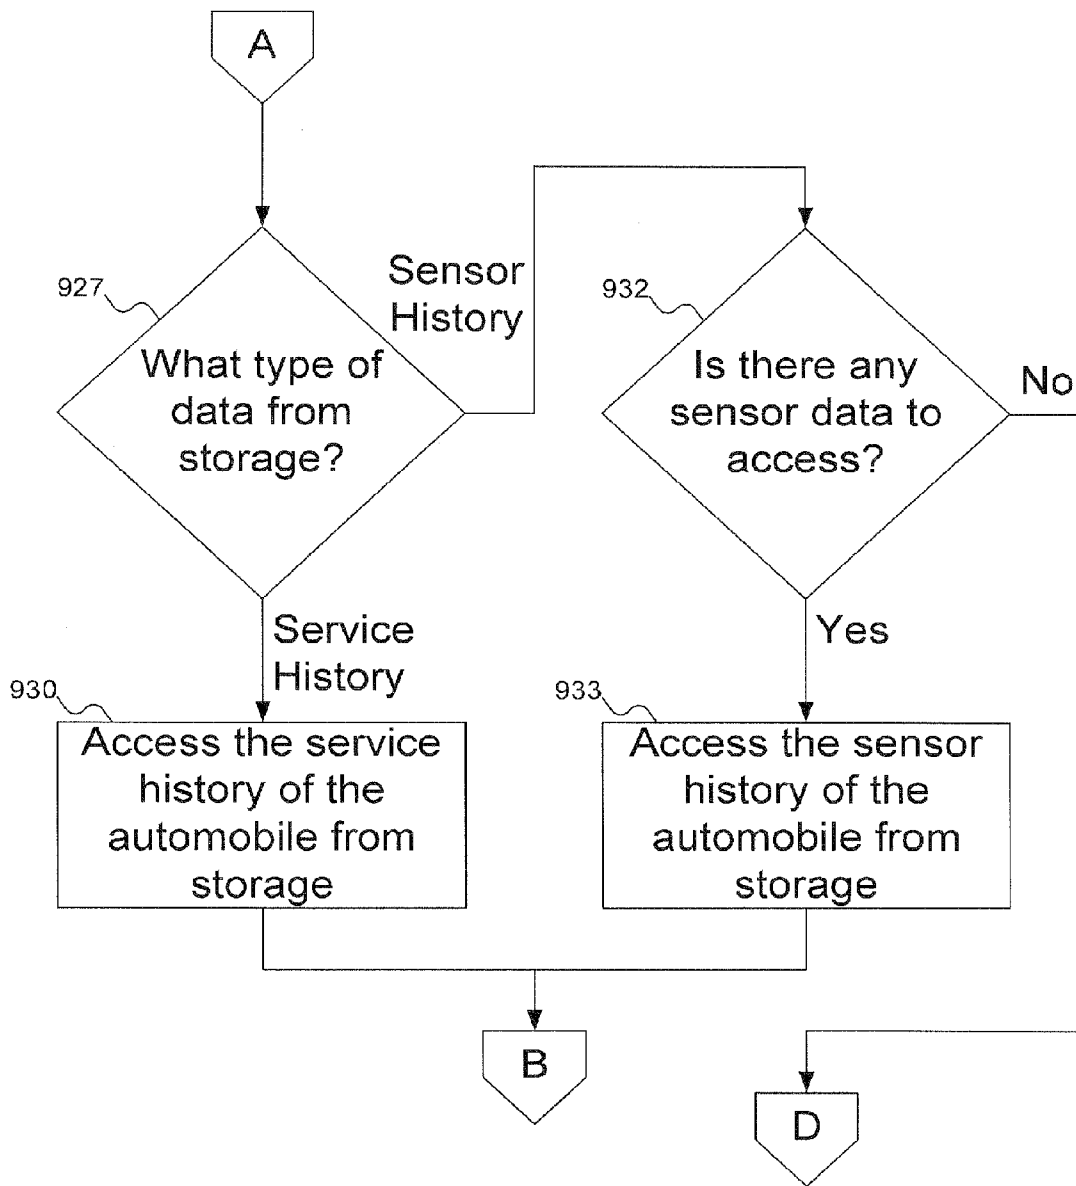 A
927
What type of
data from
storage?
Sensor
History
932
Is there any
sensor data to
access?
No
Service
History
Yes
930
Access the service
history of the
automobile from
storage
933
Access the sensor
history of the
automobile from
storage
B
D